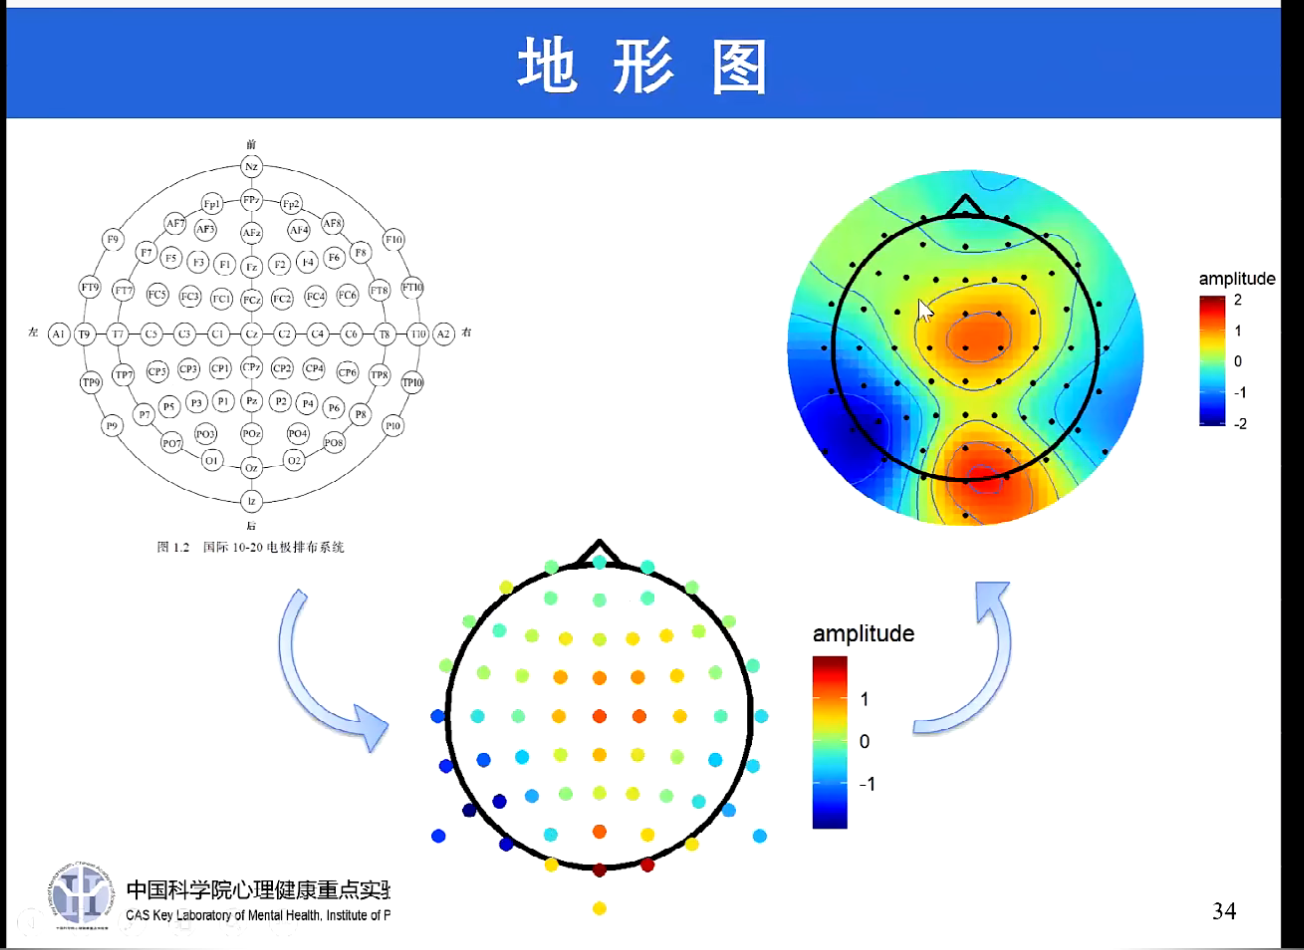 地 形 图
前
Nz
Fp1 FPz Fp2
AF7 AF3 AFz AF4 AF8
F9 F7 F5 F3 F1 Fz F2 F4 F6 F8 F10
FT9 FT7 FC5 FC3 FC1 FCz FC2 FC4 FC6 FT8 FT10
左 A1 T9 T7 C5 C3 C1 Cz C2 C4 C6 T8 T10 A2 右
TP9 TP7 CP5 CP3 CP1 CPz CP2 CP4 CP6 TP8 TP10
P9 P7 P5 P3 P1 Pz P2 P4 P6 P8 P10
PO7 PO3 POz PO4 PO8
O1 Oz O2
Iz
后
图 1.2 国际 10-20 电极排布系统
amplitude
2
1
0
-1
-2
amplitude
1
0
-1
中国科学院心理健康重点实验
CAS Key Laboratory of Mental Health, Institute of P
34